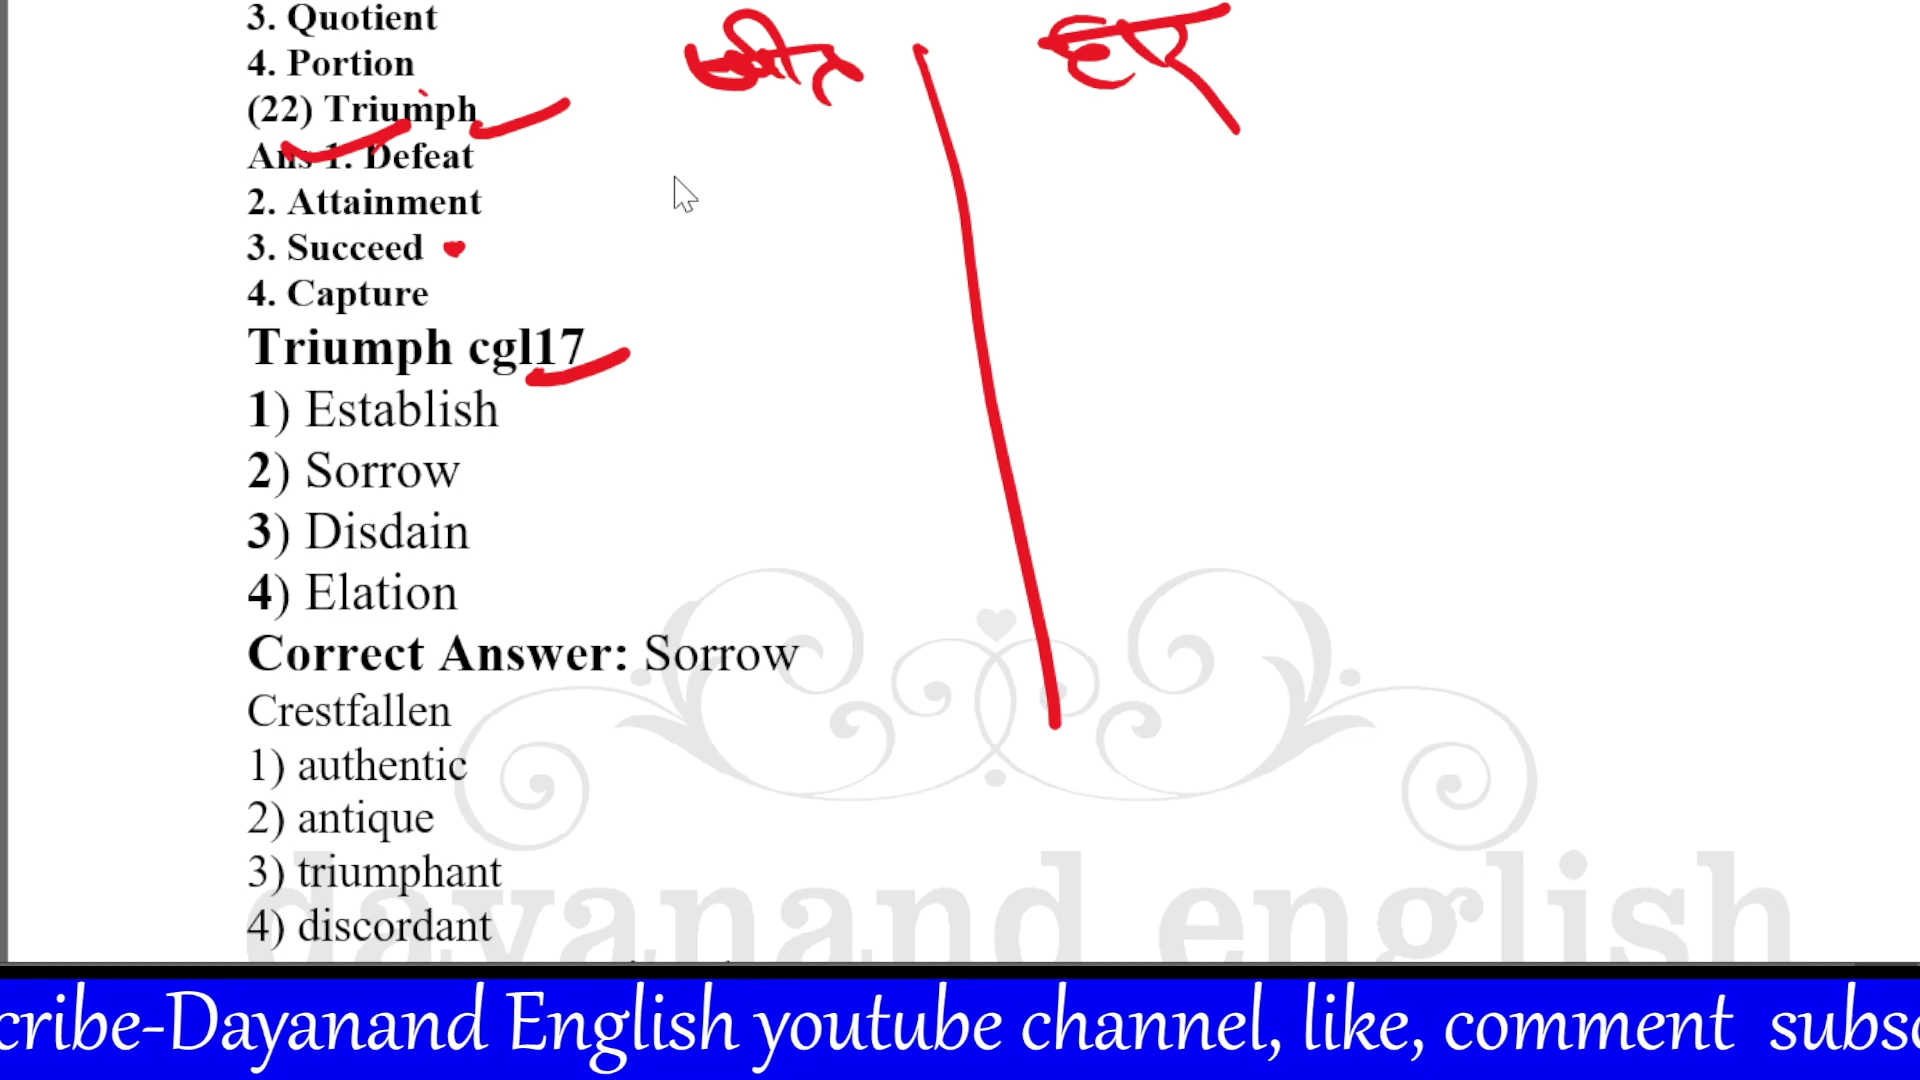 3. Quotient
4. Portion
(22) Triumph
Ans 1. Defeat
2. Attainment
3. Succeed
4. Capture
Triumph cgl17
1) Establish
2) Sorrow
3) Disdain
4) Elation
Correct Answer: Sorrow
Crestfallen
1) authentic
2) antique
3) triumphant
4) discordant
dayanand english
cribe-Dayanand English youtube channel, like, comment subsc